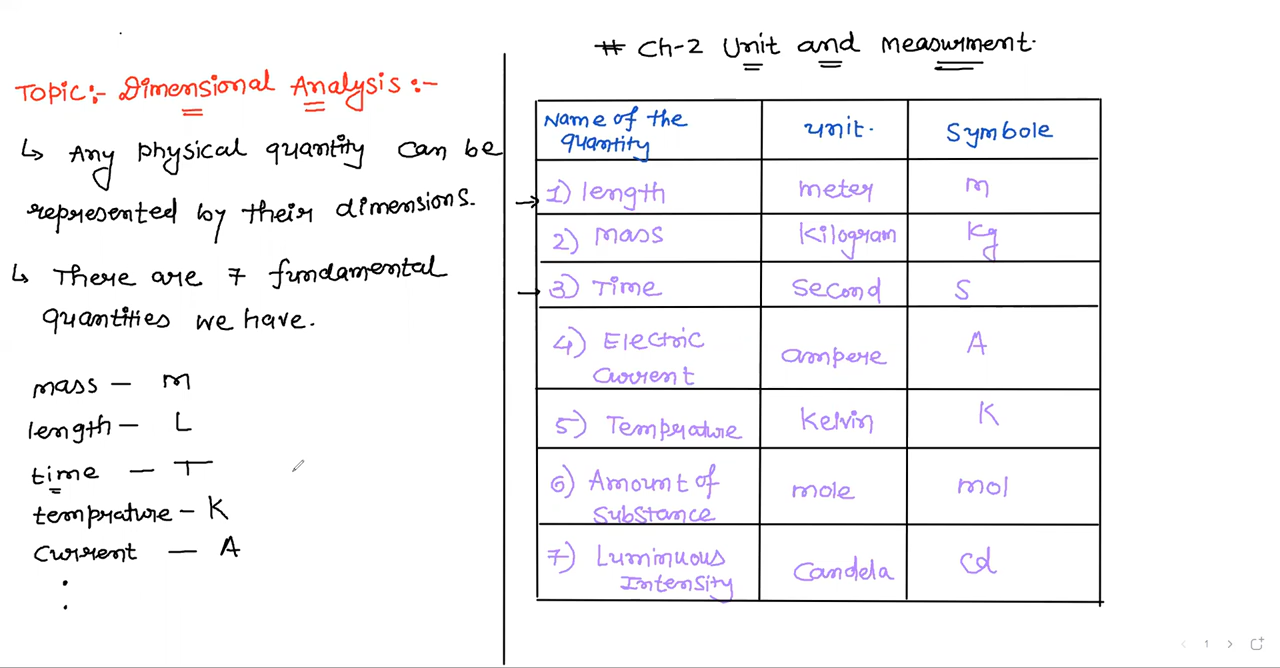 # Ch-2 Unit and Measurment.
Topic:- Dimensional Analysis:-
↳ Any physical quantity can be
represented by their dimensions.
↳ There are 7 fundamental
quantities we have.
mass - M
length - L
time - T
temprature - K
Current - A
Name of the quantity unit. Symbole
1) length meter m
2) Mass Kilogram Kg
3) Time Second S
4) Electric Current ampere A
5) Temprature Kelvin K
6) Amount of Substance mole mol
7) Luminuous Intensity Candela Cd
1